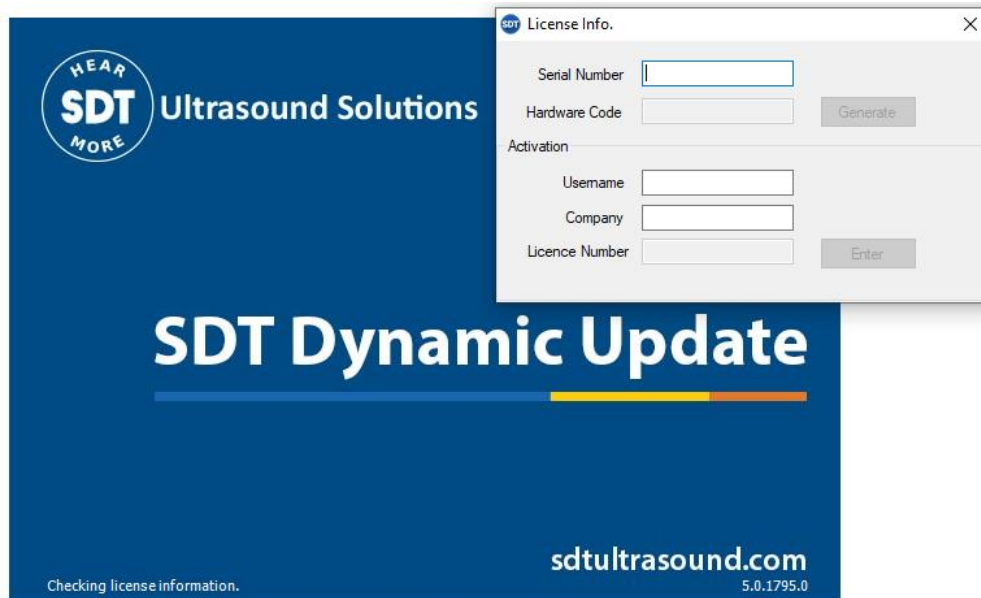 HEAR
SDT
MORE
Ultrasound Solutions
SDT License Info.
Serial Number
Hardware Code
Generate
Activation
Username
Company
Licence Number
Enter
SDT Dynamic Update
sdtultrasound.com
Checking license information.
5.0.1795.0